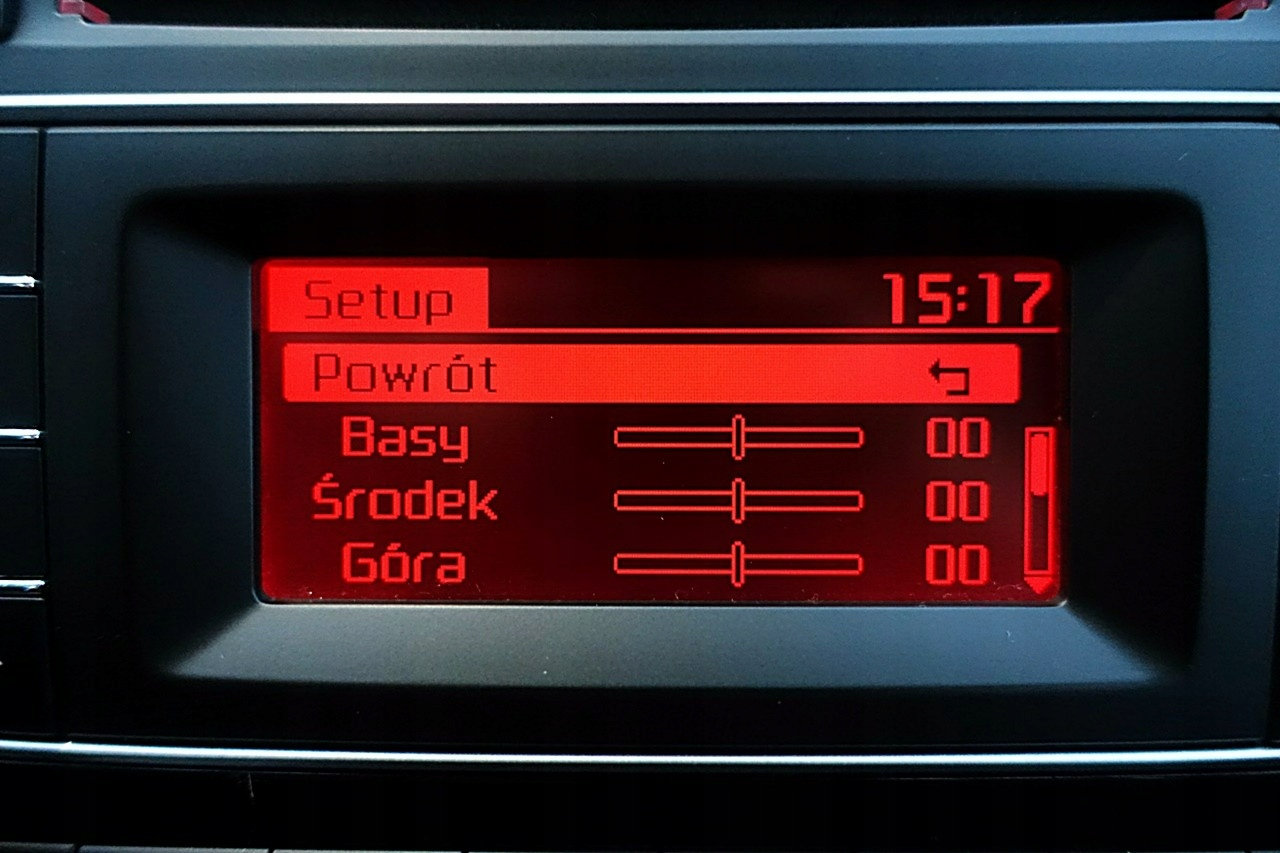 Setup 15:17
Powrót
Basy 00
Środek 00
Góra 00